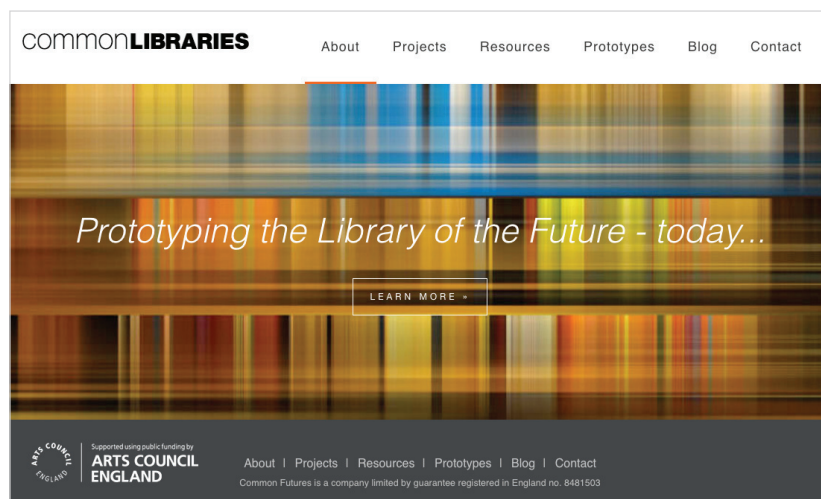 commonLIBRARIES
About Projects Resources Prototypes Blog Contact
Prototyping the Library of the Future - today...
LEARN MORE »
ARTS COUNCIL ENGLAND
Supported using public funding by
ARTS COUNCIL
ENGLAND
About | Projects | Resources | Prototypes | Blog | Contact
Common Futures is a company limited by guarantee registered in England no. 8481503